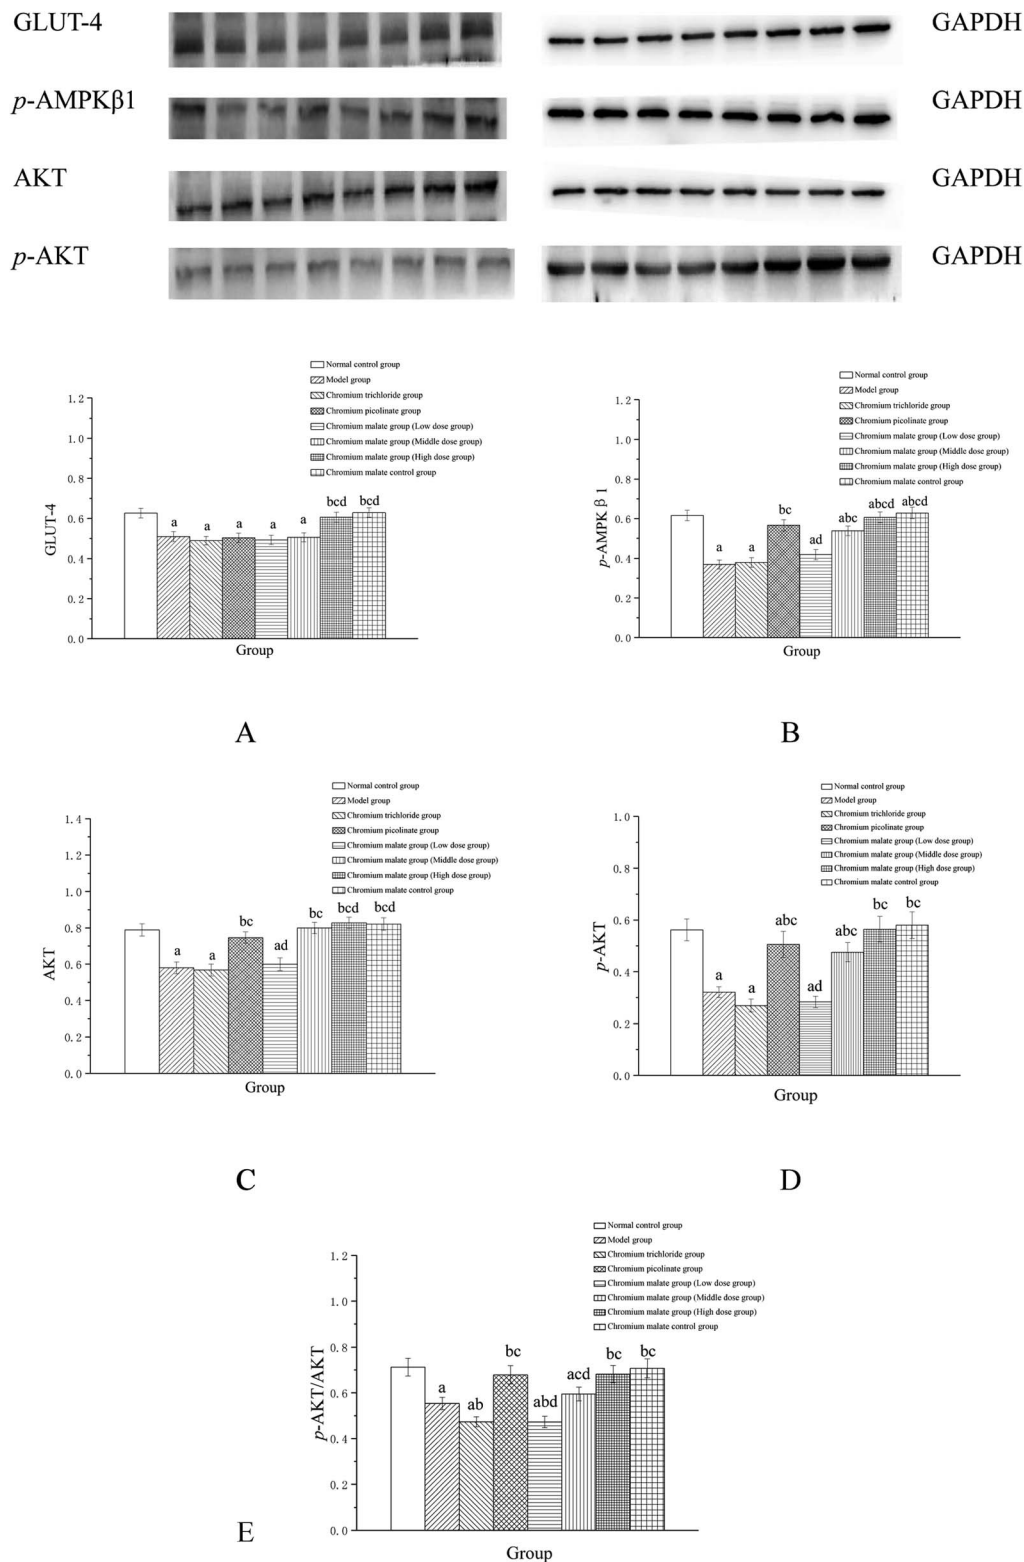 GLUT-4 GAPDH
p-AMPKβ1 GAPDH
AKT GAPDH
p-AKT GAPDH
Normal control group
Model group
Chromium trichloride group
Chromium picolinate group
Chromium malate group (Low dose group)
Chromium malate group (Middle dose group)
Chromium malate group (High dose group)
Chromium malate control group
1.2
1.0
0.8
0.6
0.4
0.2
0.0
GLUT-4
a a a a a bcd bcd
Group
A
Normal control group
Model group
Chromium trichloride group
Chromium picolinate group
Chromium malate group (Low dose group)
Chromium malate group (Middle dose group)
Chromium malate group (High dose group)
Chromium malate control group
1.2
1.0
0.8
0.6
0.4
0.2
0.0
p-AMPK β 1
a a bc ad abc abcd abcd
Group
B
Normal control group
Model group
Chromium trichloride group
Chromium picolinate group
Chromium malate group (Low dose group)
Chromium malate group (Middle dose group)
Chromium malate group (High dose group)
Chromium malate control group
1.4
1.2
1.0
0.8
0.6
0.4
0.2
0.0
AKT
a a bc ad bc bcd bcd
Group
C
Normal control group
Model group
Chromium trichloride group
Chromium picolinate group
Chromium malate group (Low dose group)
Chromium malate group (Middle dose group)
Chromium malate group (High dose group)
Chromium malate control group
1.0
0.8
0.6
0.4
0.2
0.0
p-AKT
a a abc ad abc bc bc
Group
D
Normal control group
Model group
Chromium trichloride group
Chromium picolinate group
Chromium malate group (Low dose group)
Chromium malate group (Middle dose group)
Chromium malate group (High dose group)
Chromium malate control group
1.2
1.0
0.8
0.6
0.4
0.2
0.0
p-AKT/AKT
a ab bc abd acd bc bc
Group
E